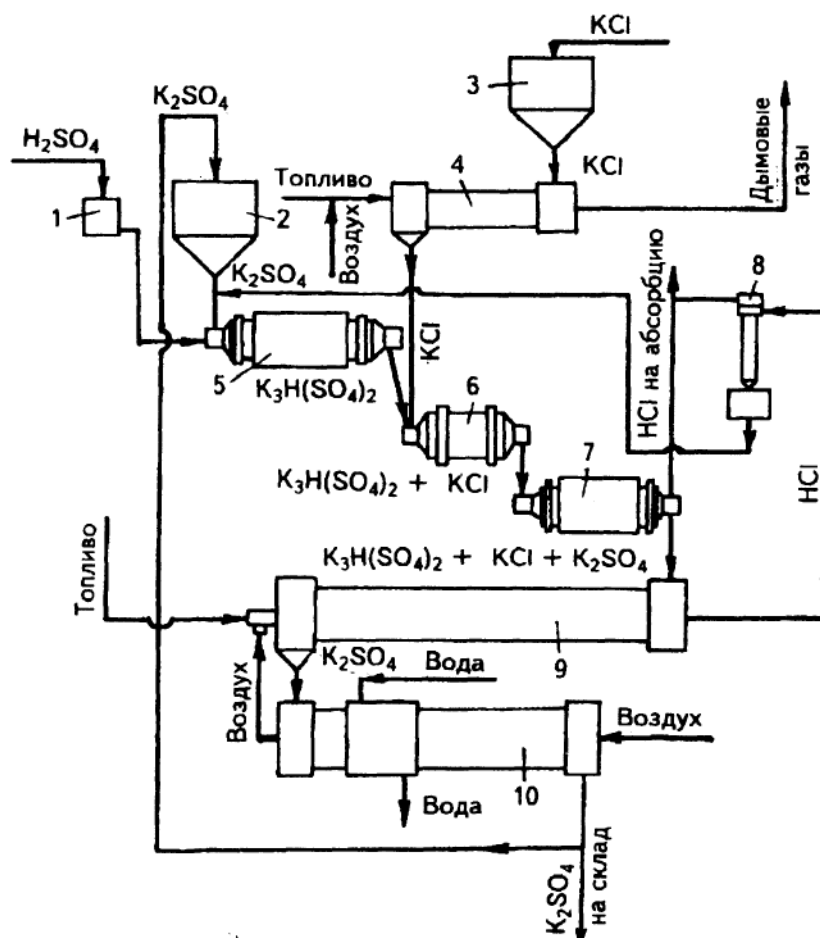 KCl
3
K₂SO₄
H₂SO₄
1
2
Топливо
Воздух
4
KCl
Дымовые
газы
K₂SO₄
5
K₃H(SO₄)₂
KCl
6
K₃H(SO₄)₂ + KCl
7
HCl на абсорбцию
8
HCl
K₃H(SO₄)₂ + KCl + K₂SO₄
Топливо
9
K₂SO₄
Вода
Воздух
Воздух
10
Вода
K₂SO₄
на склад